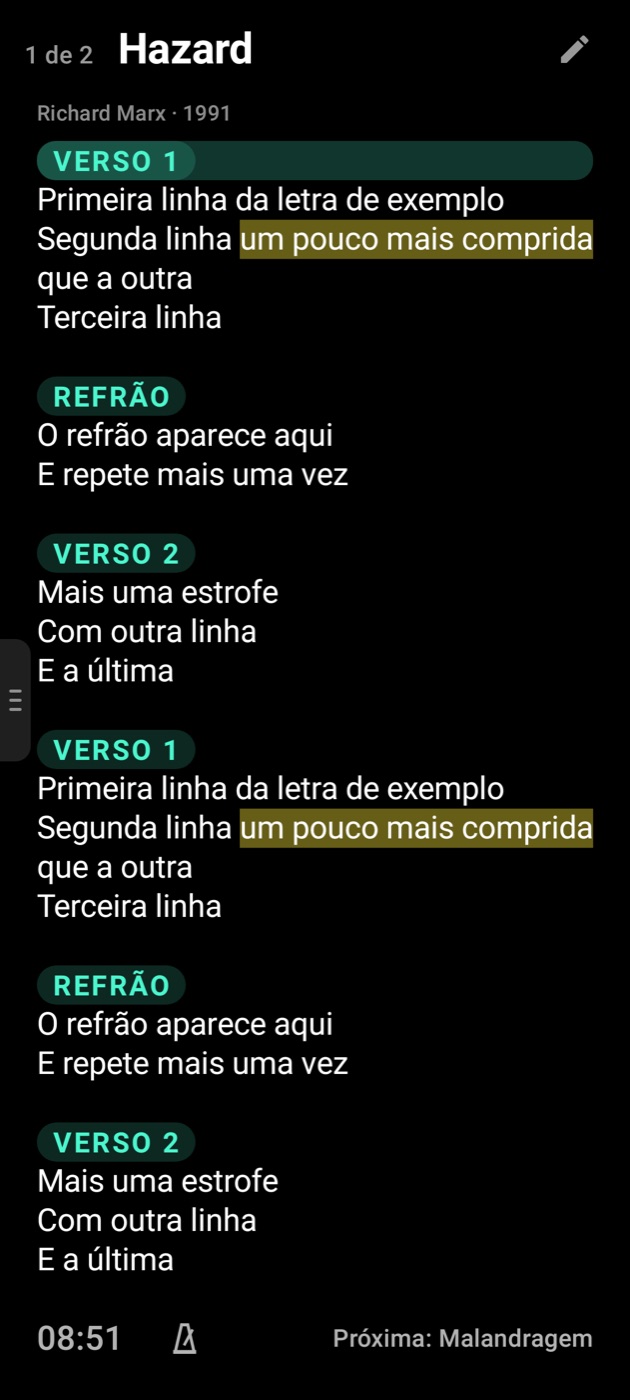 1 de 2 Hazard
Richard Marx · 1991
VERSO 1
Primeira linha da letra de exemplo
Segunda linha um pouco mais comprida
que a outra
Terceira linha
REFRÃO
O refrão aparece aqui
E repete mais uma vez
VERSO 2
Mais uma estrofe
Com outra linha
E a última
VERSO 1
Primeira linha da letra de exemplo
Segunda linha um pouco mais comprida
que a outra
Terceira linha
REFRÃO
O refrão aparece aqui
E repete mais uma vez
VERSO 2
Mais uma estrofe
Com outra linha
E a última
08:51 Próxima: Malandragem